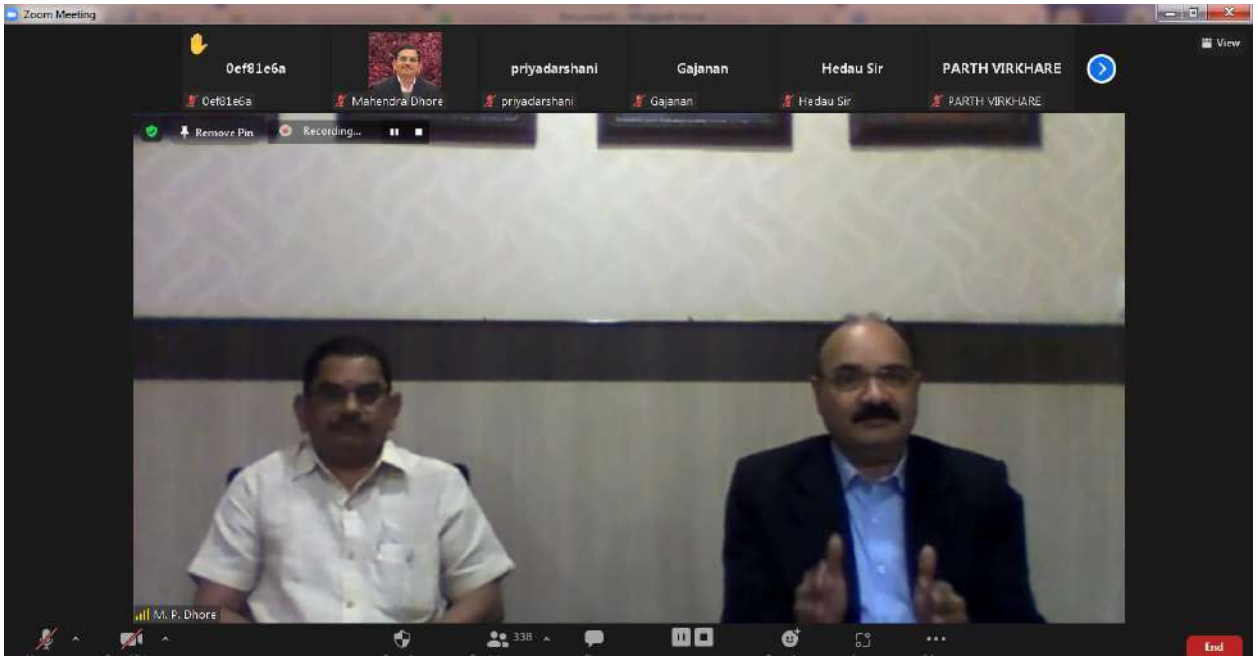 Zoom Meeting
View
0ef81e6a
priyadarshani
Gajanan
Hedau Sir
PARTH VIRKHARE
0ef81e6a
Mahendra Dhore
priyadarshani
Gajanan
Hedau Sir
PARTH VIRKHARE
Remove Pin
Recording...
M. P. Dhore
338
End